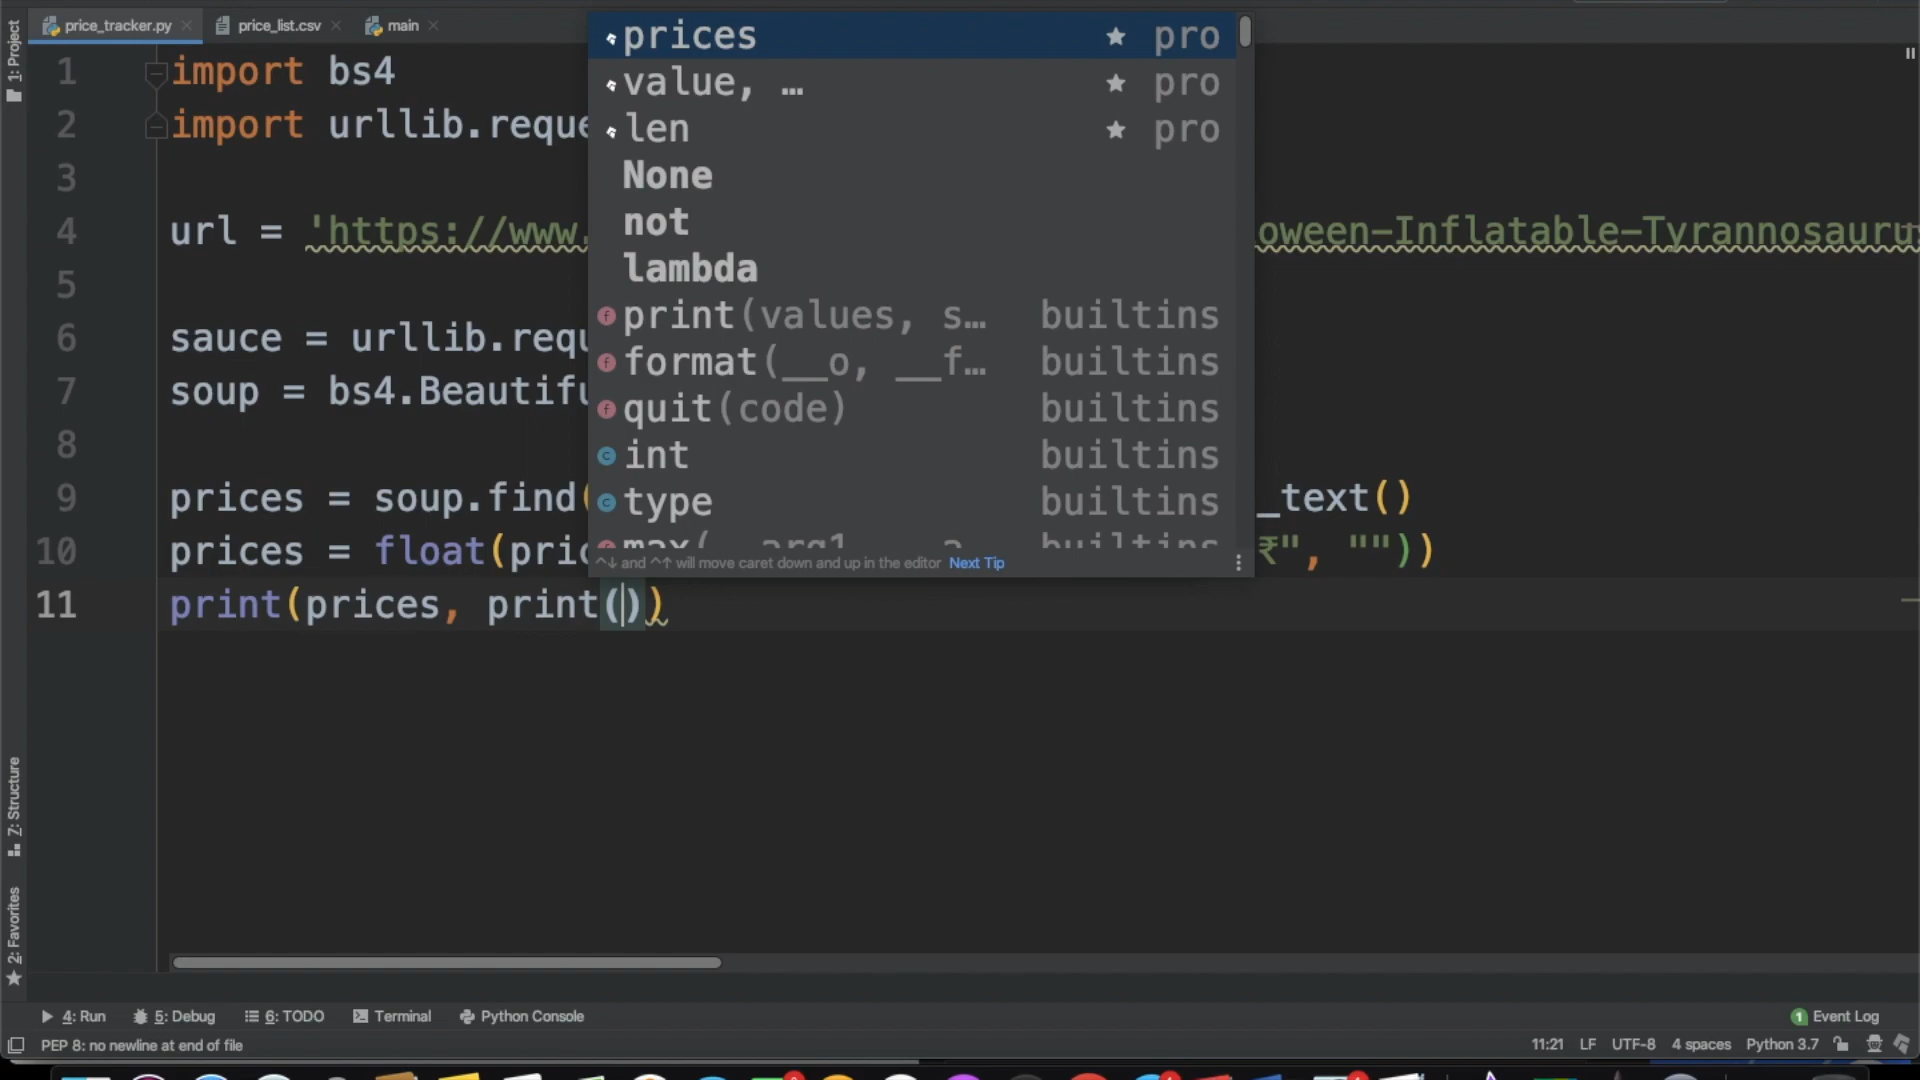 price_tracker.py
price_list.csv
main
1: Project
1 import bs4
2 import urllib.reque
3
4 url = 'https://www. oween-Inflatable-Tyrannosauru
5
6 sauce = urllib.requ
7 soup = bs4.Beautifu
8
9 prices = soup.find( _text()
10 prices = float(pric ₹", ""))
11 print(prices, print())
prices ★ pro
value, … ★ pro
len ★ pro
None
not
lambda
print(values, s… builtins
format(__o, __f… builtins
quit(code) builtins
int builtins
type builtins
max(__arg1, __a builtins
^↓ and ^↑ will move caret down and up in the editor Next Tip
7: Structure
2: Favorites
4: Run
5: Debug
6: TODO
Terminal
Python Console
1 Event Log
PEP 8: no newline at end of file
11:21 LF UTF-8 4 spaces Python 3.7